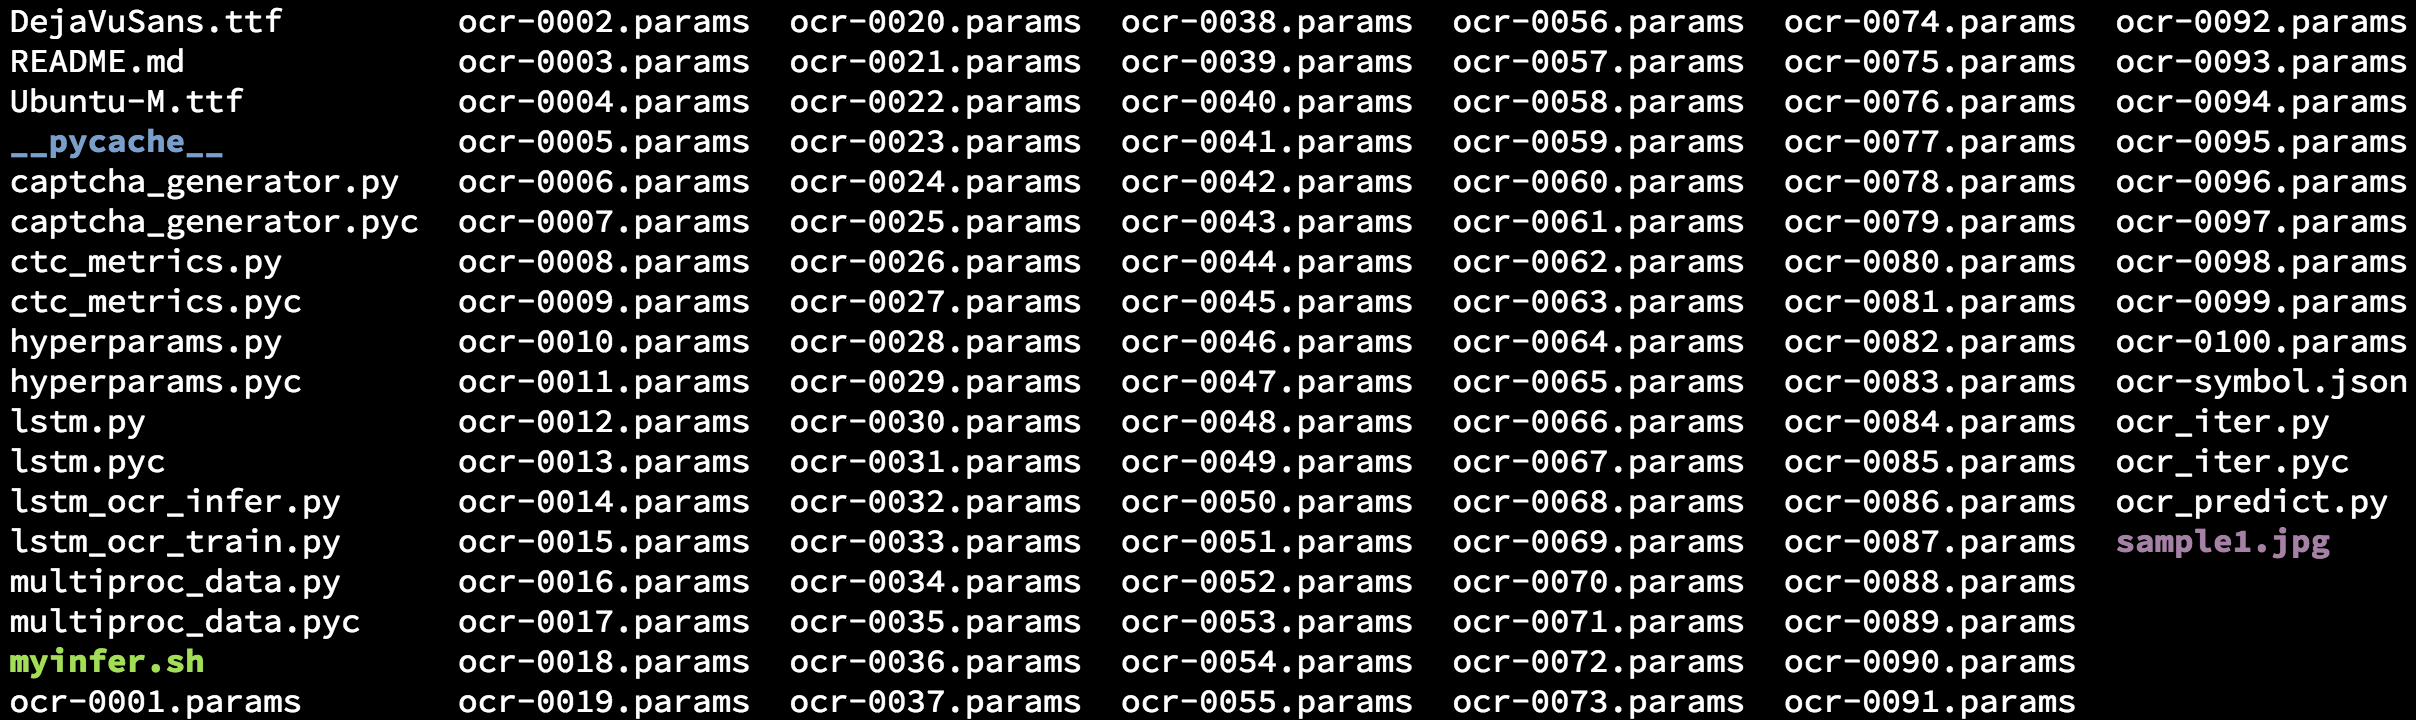 DejaVuSans.ttf ocr-0002.params ocr-0020.params ocr-0038.params ocr-0056.params ocr-0074.params ocr-0092.params
README.md ocr-0003.params ocr-0021.params ocr-0039.params ocr-0057.params ocr-0075.params ocr-0093.params
Ubuntu-M.ttf ocr-0004.params ocr-0022.params ocr-0040.params ocr-0058.params ocr-0076.params ocr-0094.params
__pycache__ ocr-0005.params ocr-0023.params ocr-0041.params ocr-0059.params ocr-0077.params ocr-0095.params
captcha_generator.py ocr-0006.params ocr-0024.params ocr-0042.params ocr-0060.params ocr-0078.params ocr-0096.params
captcha_generator.pyc ocr-0007.params ocr-0025.params ocr-0043.params ocr-0061.params ocr-0079.params ocr-0097.params
ctc_metrics.py ocr-0008.params ocr-0026.params ocr-0044.params ocr-0062.params ocr-0080.params ocr-0098.params
ctc_metrics.pyc ocr-0009.params ocr-0027.params ocr-0045.params ocr-0063.params ocr-0081.params ocr-0099.params
hyperparams.py ocr-0010.params ocr-0028.params ocr-0046.params ocr-0064.params ocr-0082.params ocr-0100.params
hyperparams.pyc ocr-0011.params ocr-0029.params ocr-0047.params ocr-0065.params ocr-0083.params ocr-symbol.json
lstm.py ocr-0012.params ocr-0030.params ocr-0048.params ocr-0066.params ocr-0084.params ocr_iter.py
lstm.pyc ocr-0013.params ocr-0031.params ocr-0049.params ocr-0067.params ocr-0085.params ocr_iter.pyc
lstm_ocr_infer.py ocr-0014.params ocr-0032.params ocr-0050.params ocr-0068.params ocr-0086.params ocr_predict.py
lstm_ocr_train.py ocr-0015.params ocr-0033.params ocr-0051.params ocr-0069.params ocr-0087.params sample1.jpg
multiproc_data.py ocr-0016.params ocr-0034.params ocr-0052.params ocr-0070.params ocr-0088.params
multiproc_data.pyc ocr-0017.params ocr-0035.params ocr-0053.params ocr-0071.params ocr-0089.params
myinfer.sh ocr-0018.params ocr-0036.params ocr-0054.params ocr-0072.params ocr-0090.params
ocr-0001.params ocr-0019.params ocr-0037.params ocr-0055.params ocr-0073.params ocr-0091.params